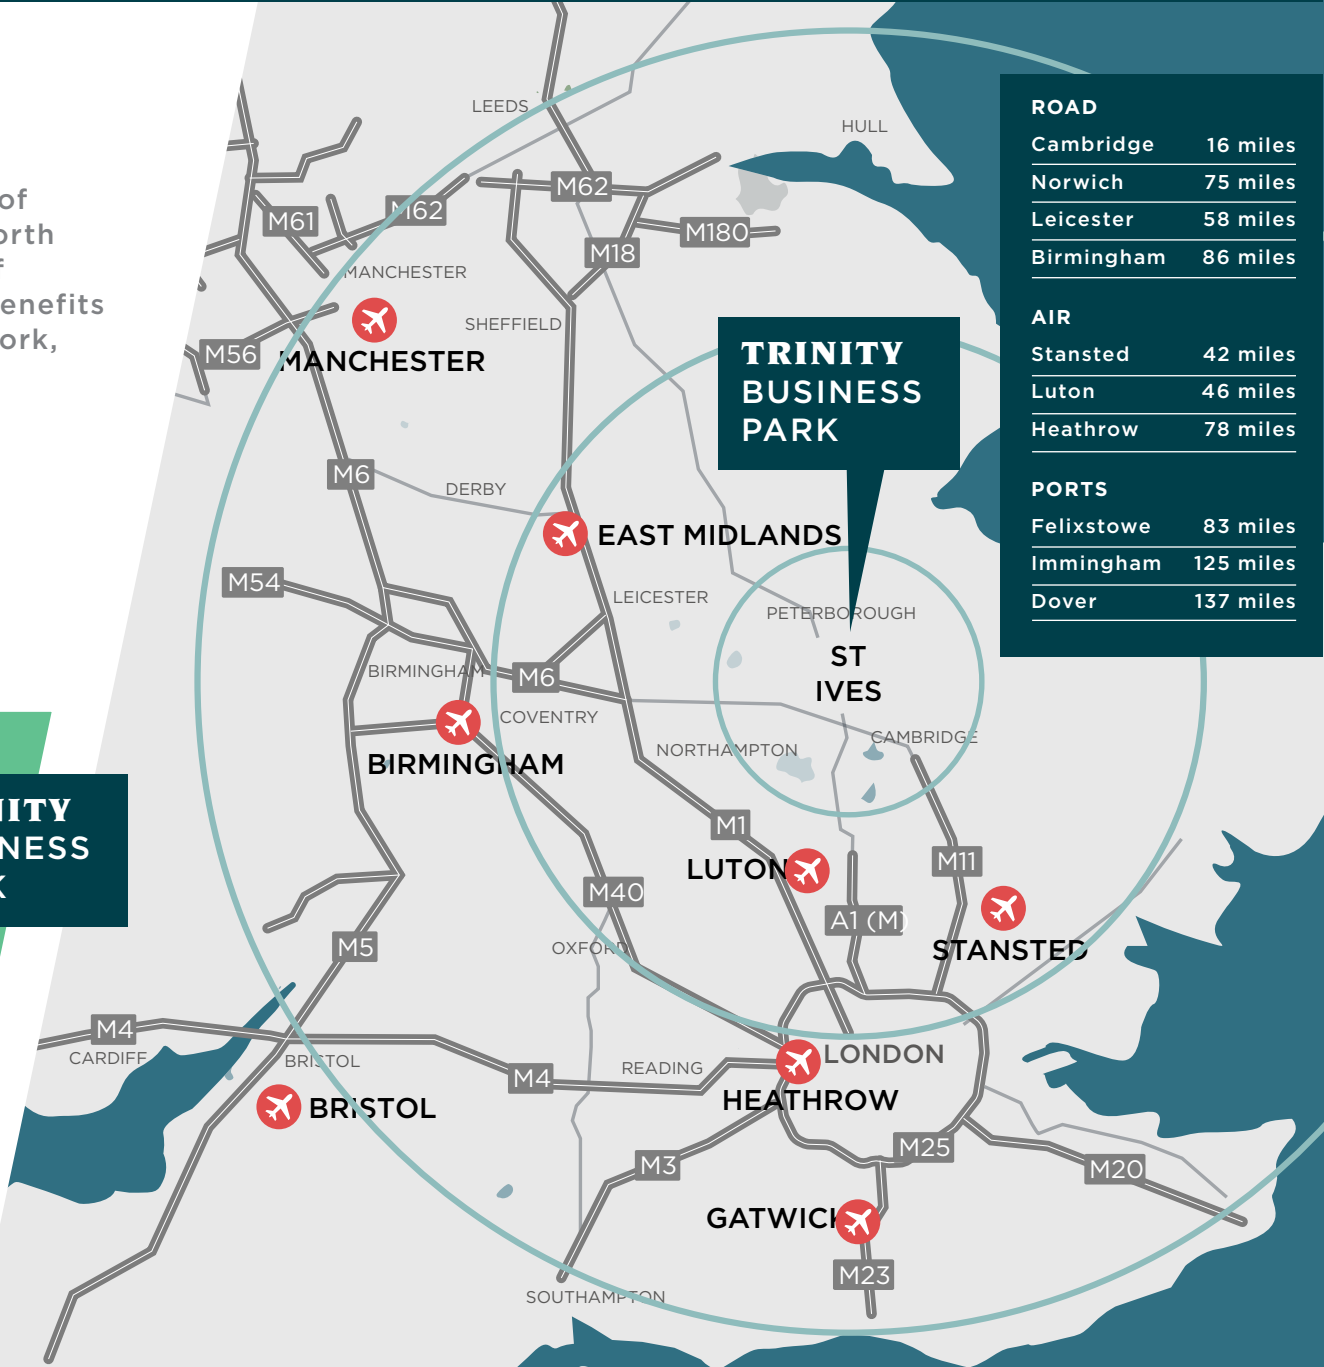 of
enefits
LEEDS
HULL
M62
M61
M62
M180
M18
MANCHESTER
SHEFFIELD
M56
MANCHESTER
M6
DERBY
EAST MIDLANDS
TRINITY
BUSINESS
PARK
M54
LEICESTER
PETERBOROUGH
ST
IVES
BIRMINGHAM
M6
COVENTRY
CAMBRIDGE
NORTHAMPTON
BIRMINGHAM
M1
LUTON
M11
M40
A1 (M)
M5
OXFORD
STANSTED
M4
CARDIFF
BRISTOL
LONDON
M4
READING
HEATHROW
BRISTOL
M25
M3
M20
GATWICK
M23
SOUTHAMPTON
ROAD
Cambridge 16 miles
Norwich 75 miles
Leicester 58 miles
Birmingham 86 miles
AIR
Stansted 42 miles
Luton 46 miles
Heathrow 78 miles
PORTS
Felixstowe 83 miles
Immingham 125 miles
Dover 137 miles